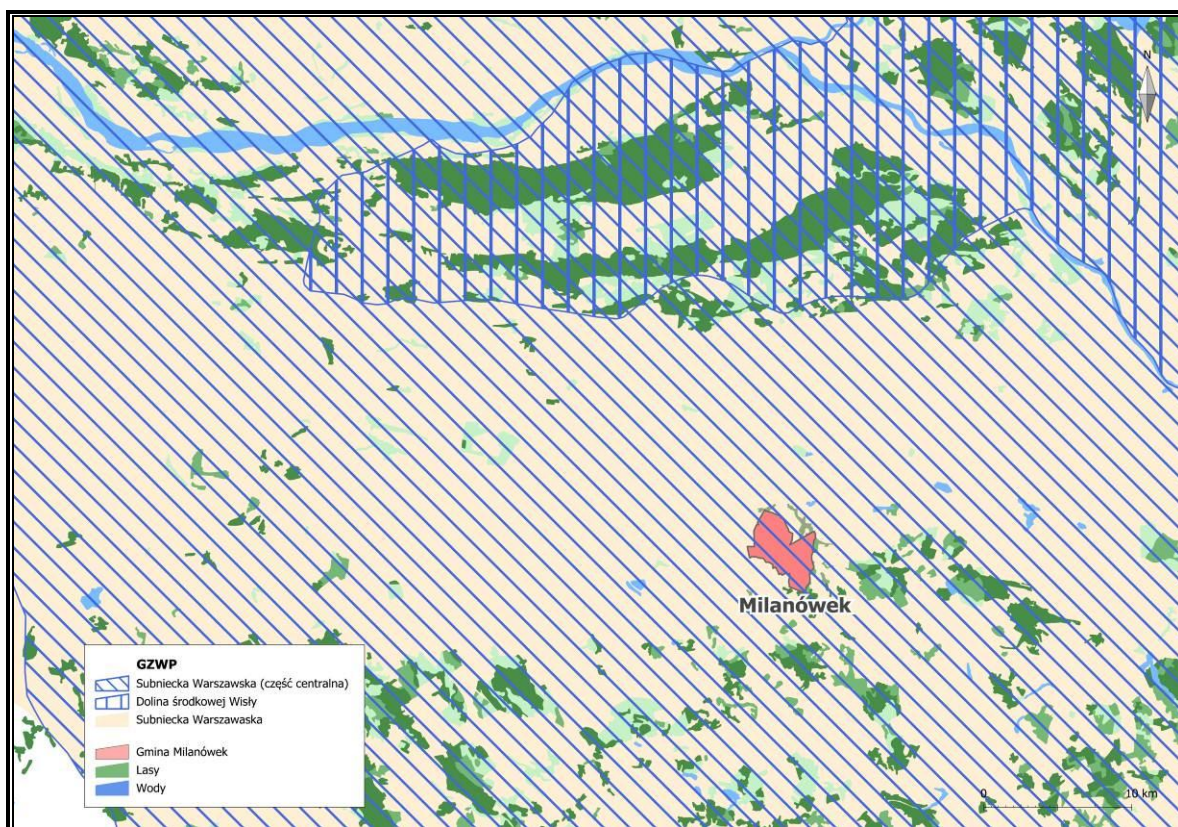 N
Milanówek
GZWP
Subniecka Warszawska (część centralna)
Dolina środkowej Wisły
Subniecka Warszawaska
Gmina Milanówek
Lasy
Wody
0 10 km